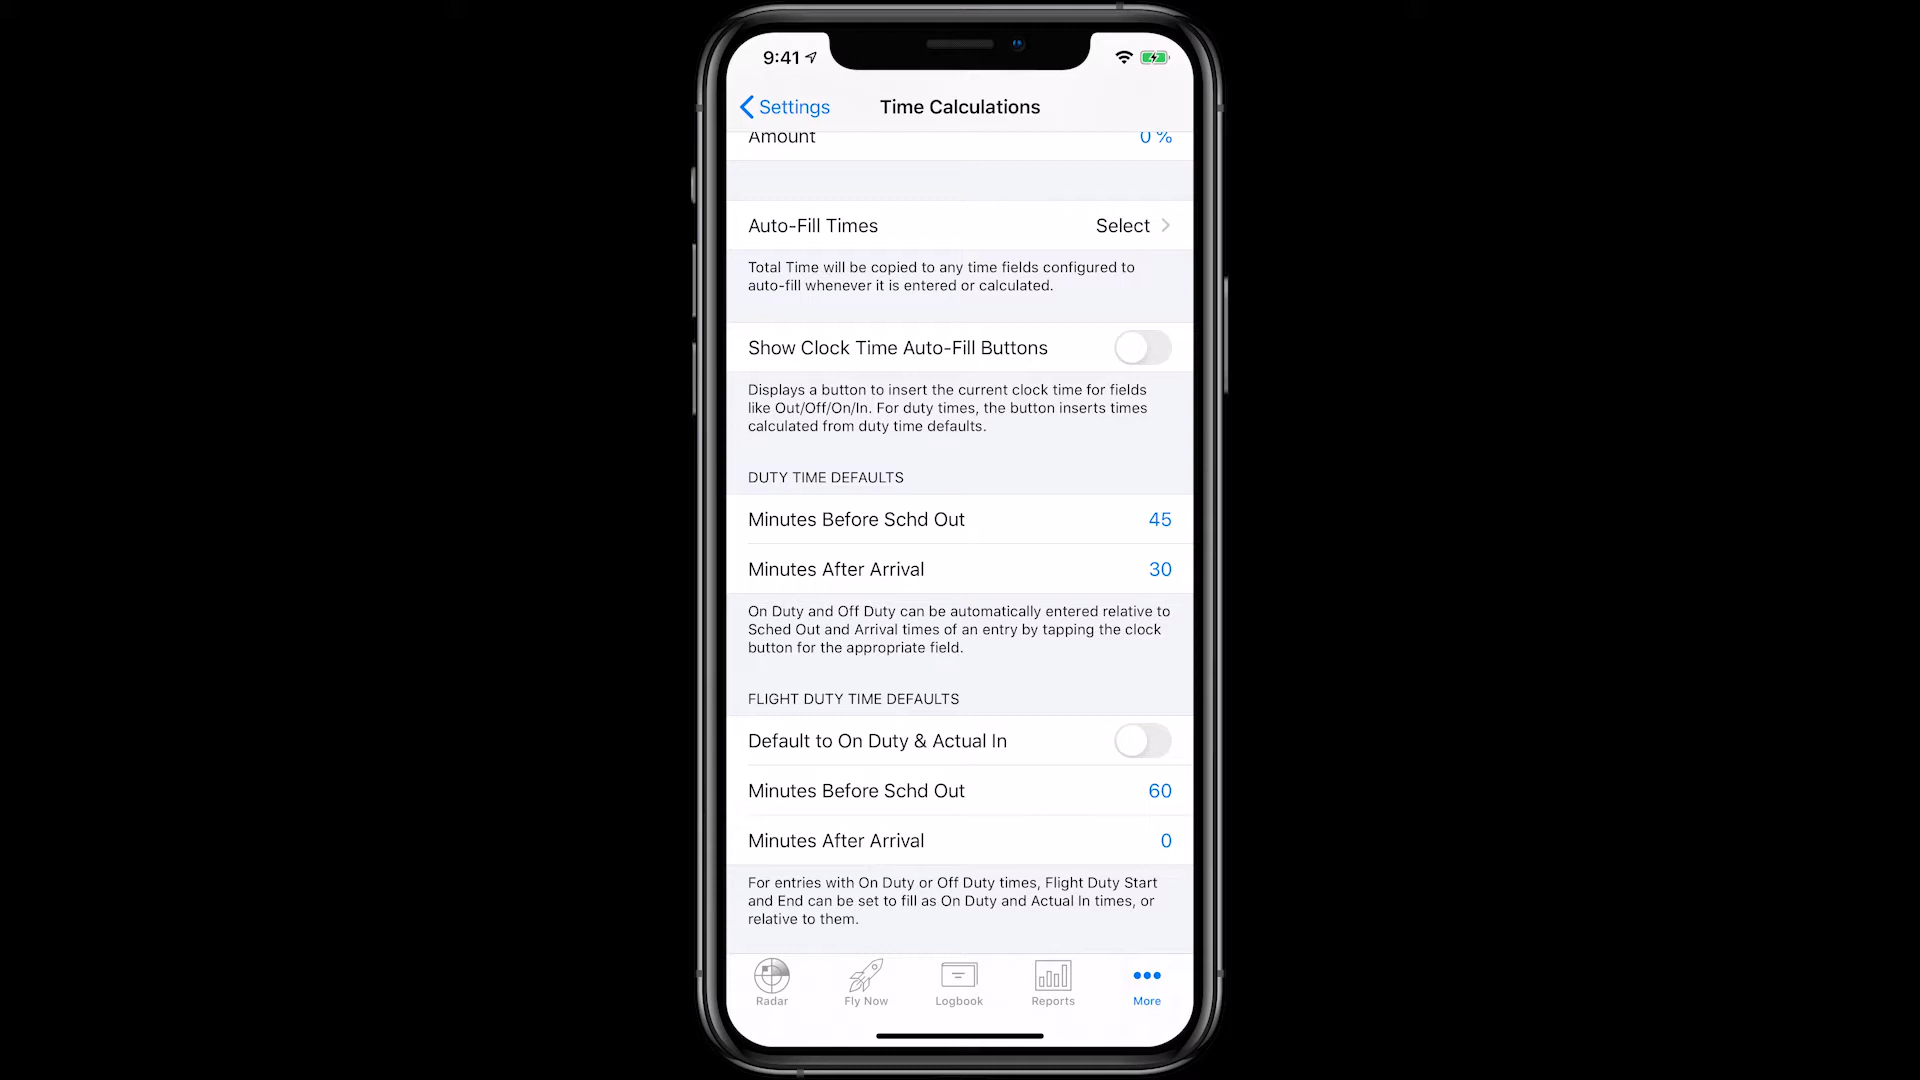 9:41
Settings
Time Calculations
Amount
0 %
Auto-Fill Times
Select
Total Time will be copied to any time fields configured to
auto-fill whenever it is entered or calculated.
Show Clock Time Auto-Fill Buttons
Displays a button to insert the current clock time for fields
like Out/Off/On/In. For duty times, the button inserts times
calculated from duty time defaults.
DUTY TIME DEFAULTS
Minutes Before Schd Out
45
Minutes After Arrival
30
On Duty and Off Duty can be automatically entered relative to
Sched Out and Arrival times of an entry by tapping the clock
button for the appropriate field.
FLIGHT DUTY TIME DEFAULTS
Default to On Duty & Actual In
Minutes Before Schd Out
60
Minutes After Arrival
0
For entries with On Duty or Off Duty times, Flight Duty Start
and End can be set to fill as On Duty and Actual In times, or
relative to them.
Radar
Fly Now
Logbook
Reports
More